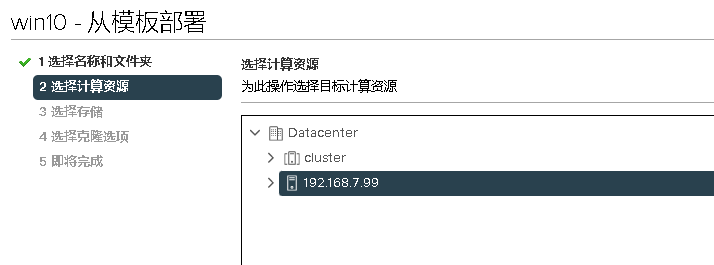 win10 - 从模板部署
1 选择名称和文件夹
2 选择计算资源
3 选择存储
4 选择克隆选项
5 即将完成
选择计算资源
为此操作选择目标计算资源
Datacenter
cluster
192.168.7.99